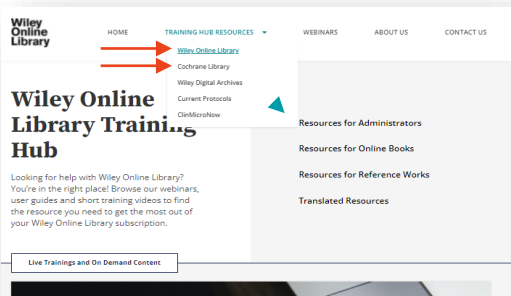 Wiley
Online
Library
HOME
TRAINING HUB RESOURCES
WEBINARS
ABOUT US
CONTACT US
Wiley Online Library
Cochrane Library
Wiley Digital Archives
Current Protocols
ClinMicroNow
Wiley Online
Library Training
Hub
Looking for help with Wiley Online Library?
You're in the right place! Browse our webinars,
user guides and short training videos to find
the resource you need to get the most out of
your Wiley Online Library subscription.
Resources for Administrators
Resources for Online Books
Resources for Reference Works
Translated Resources
Live Trainings and On Demand Content